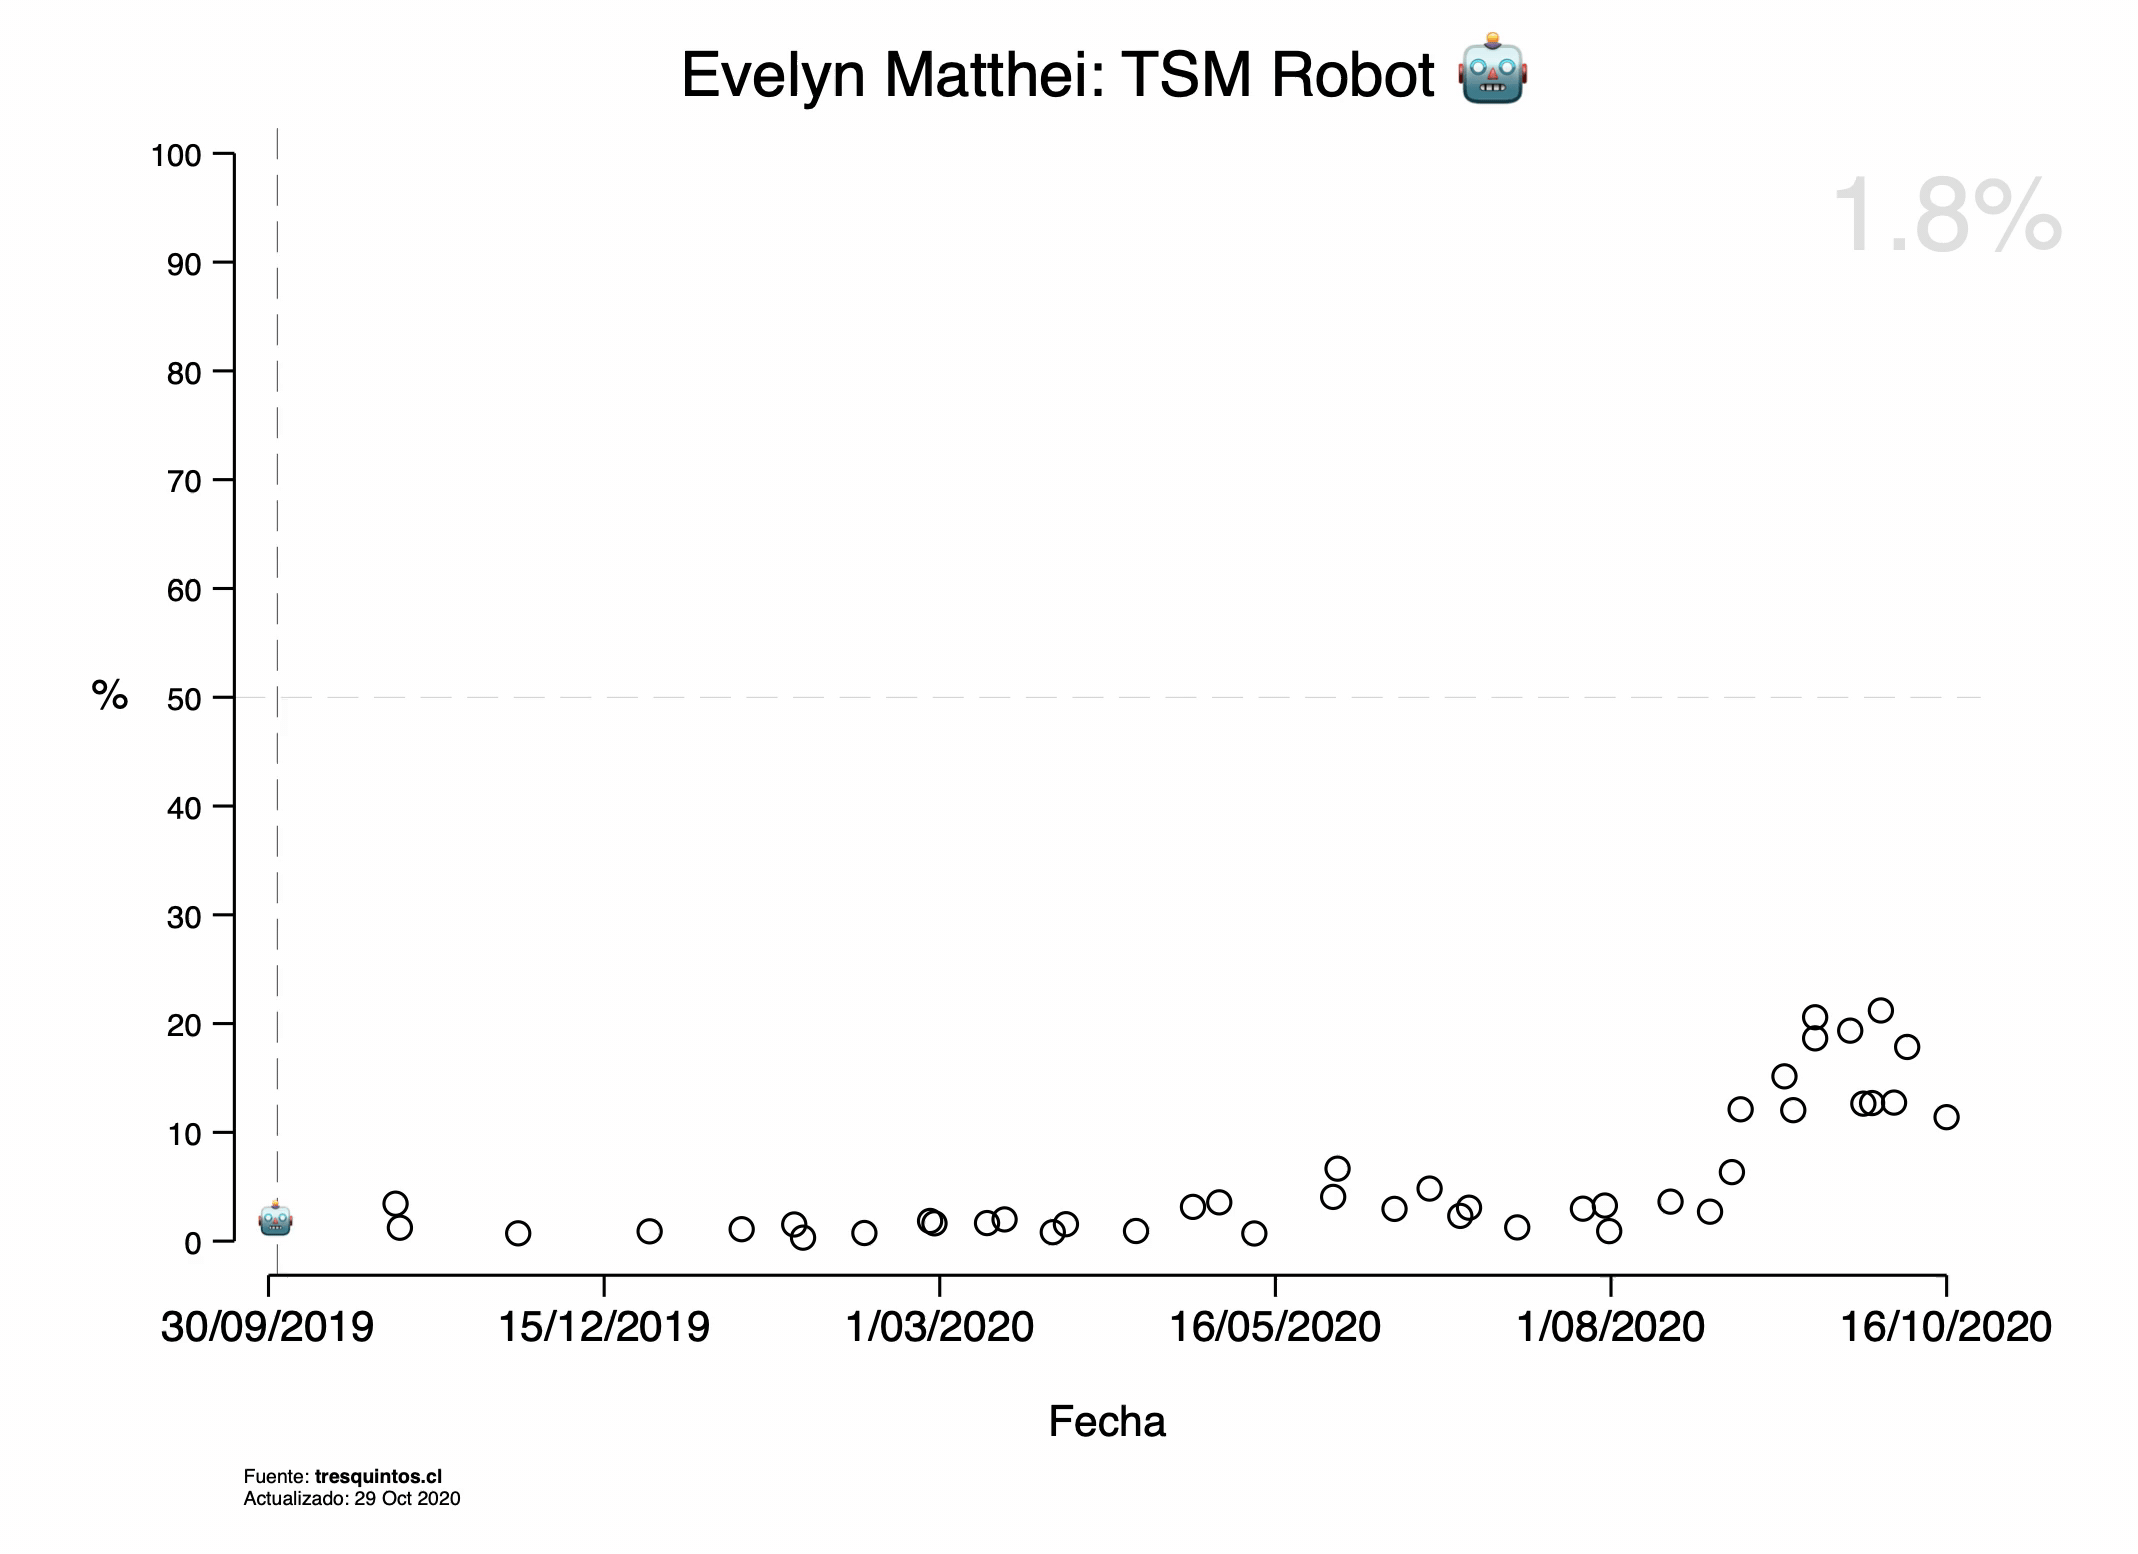 Evelyn Matthei: TSM Robot 🤖
1.8%
100
90
80
70
60
% 50
40
30
20
10
0
30/09/2019 15/12/2019 1/03/2020 16/05/2020 1/08/2020 16/10/2020
Fecha
Fuente: tresquintos.cl
Actualizado: 29 Oct 2020